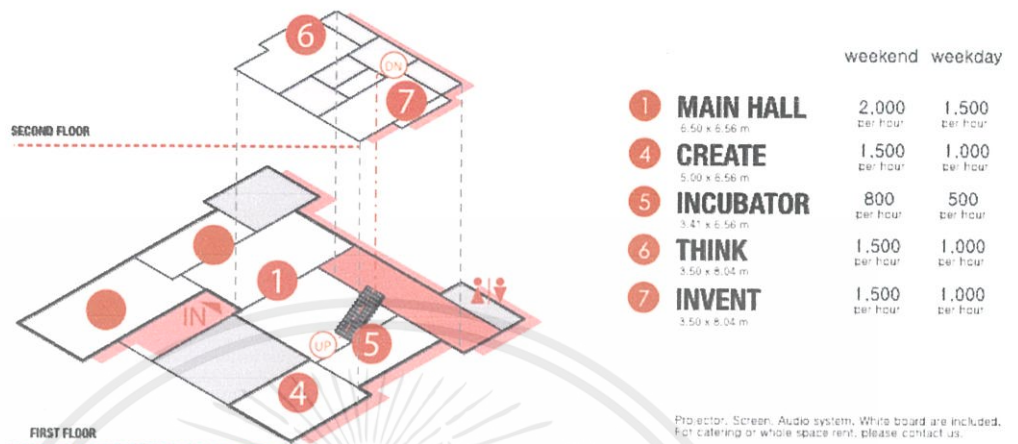 6
DN
7
SECOND FLOOR
1
IN
UP
5
4
FIRST FLOOR
weekend weekday
1 MAIN HALL 2,000 1,500
6.50 x 6.56 m per hour per hour
4 CREATE 1,500 1,000
5.00 x 6.56 m per hour per hour
5 INCUBATOR 800 500
3.41 x 6.56 m per hour per hour
6 THINK 1,500 1,000
3.50 x 8.04 m per hour per hour
7 INVENT 1,500 1,000
3.50 x 8.04 m per hour per hour
Projector, Screen, Audio system, White board are included.
For catering or whole space rent, please contact us.